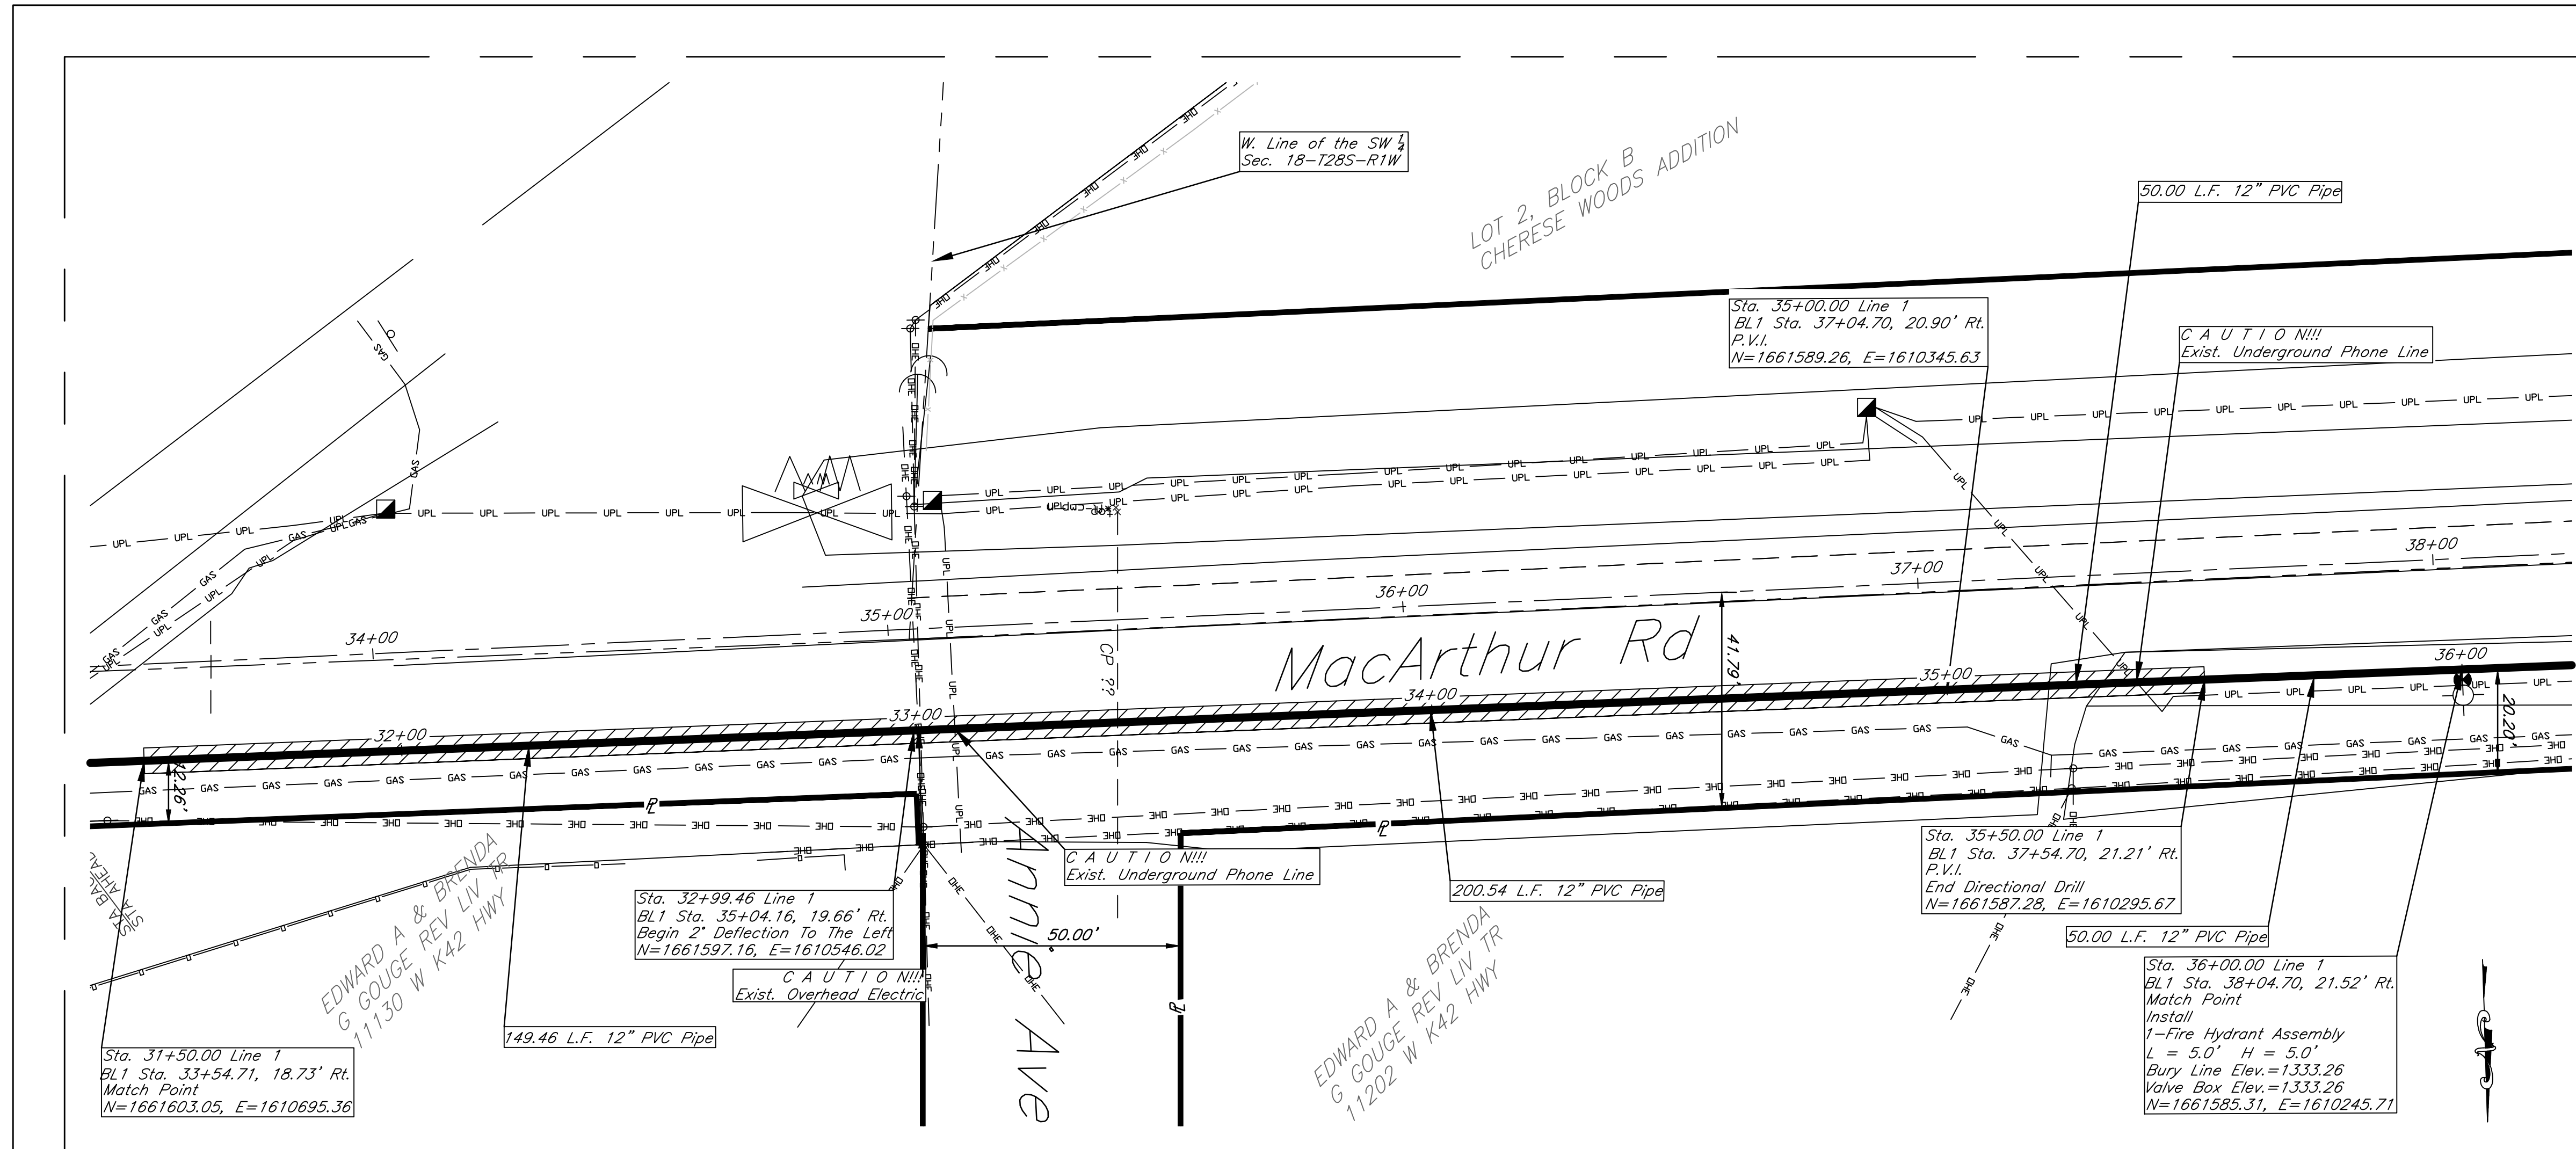 W. Line of the SW ¼
Sec. 18-T28S-R1W
LOT 2, BLOCK B
CHERESE WOODS ADDITION
50.00 L.F. 12" PVC Pipe
Sta. 35+00.00 Line 1
BL1 Sta. 37+04.70, 20.90' Rt.
P.V.I.
N=1661589.26, E=1610345.63
C A U T I O N!!!
Exist. Underground Phone Line
34+00
35+00
36+00
37+00
38+00
MacArthur Rd
41.79'
CP ??
32+00
33+00
34+00
35+00
36+00
20.20'
12.26'
GAS
UPL
OHE
STA BACK
STA AHEAD
EDWARD A & BRENDA
G GOUGE REV LIV TR
11130 W K42 HWY
Annie Ave
50.00'
C A U T I O N!!!
Exist. Underground Phone Line
Sta. 32+99.46 Line 1
BL1 Sta. 35+04.16, 19.66' Rt.
Begin 2° Deflection To The Left
N=1661597.16, E=1610546.02
C A U T I O N!!!
Exist. Overhead Electric
149.46 L.F. 12" PVC Pipe
Sta. 31+50.00 Line 1
BL1 Sta. 33+54.71, 18.73' Rt.
Match Point
N=1661603.05, E=1610695.36
200.54 L.F. 12" PVC Pipe
EDWARD A & BRENDA
G GOUGE REV LIV TR
11202 W K42 HWY
Sta. 35+50.00 Line 1
BL1 Sta. 37+54.70, 21.21' Rt.
P.V.I.
End Directional Drill
N=1661587.28, E=1610295.67
50.00 L.F. 12" PVC Pipe
Sta. 36+00.00 Line 1
BL1 Sta. 38+04.70, 21.52' Rt.
Match Point
Install
1-Fire Hydrant Assembly
L = 5.0' H = 5.0'
Bury Line Elev.=1333.26
Valve Box Elev.=1333.26
N=1661585.31, E=1610245.71